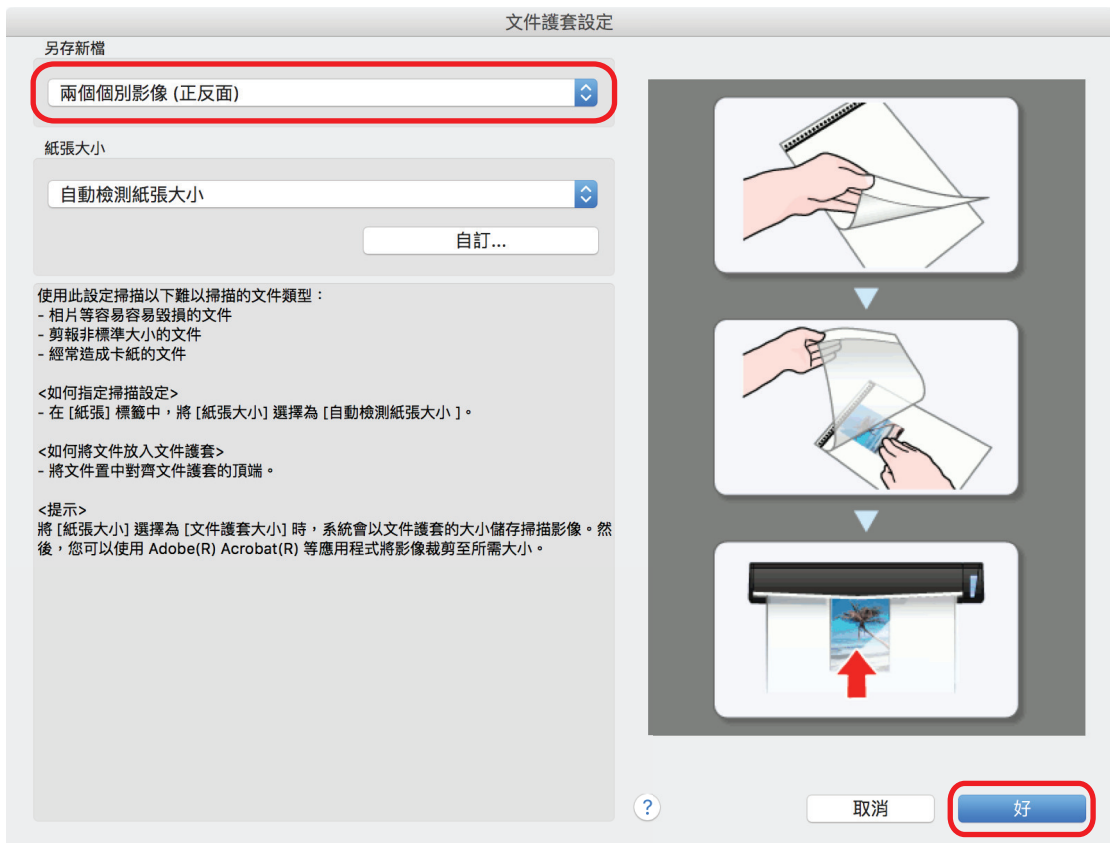 文件護套設定
另存新檔
兩個個別影像 (正反面)
紙張大小
自動檢測紙張大小
自訂...
使用此設定掃描以下難以掃描的文件類型：
- 相片等容易容易毀損的文件
- 剪報非標準大小的文件
- 經常造成卡紙的文件
<如何指定掃描設定>
- 在 [紙張] 標籤中，將 [紙張大小] 選擇為 [自動檢測紙張大小 ]。
<如何將文件放入文件護套>
- 將文件置中對齊文件護套的頂端。
<提示>
將 [紙張大小] 選擇為 [文件護套大小] 時，系統會以文件護套的大小儲存掃描影像。然
後，您可以使用 Adobe(R) Acrobat(R) 等應用程式將影像裁剪至所需大小。
?
取消
好